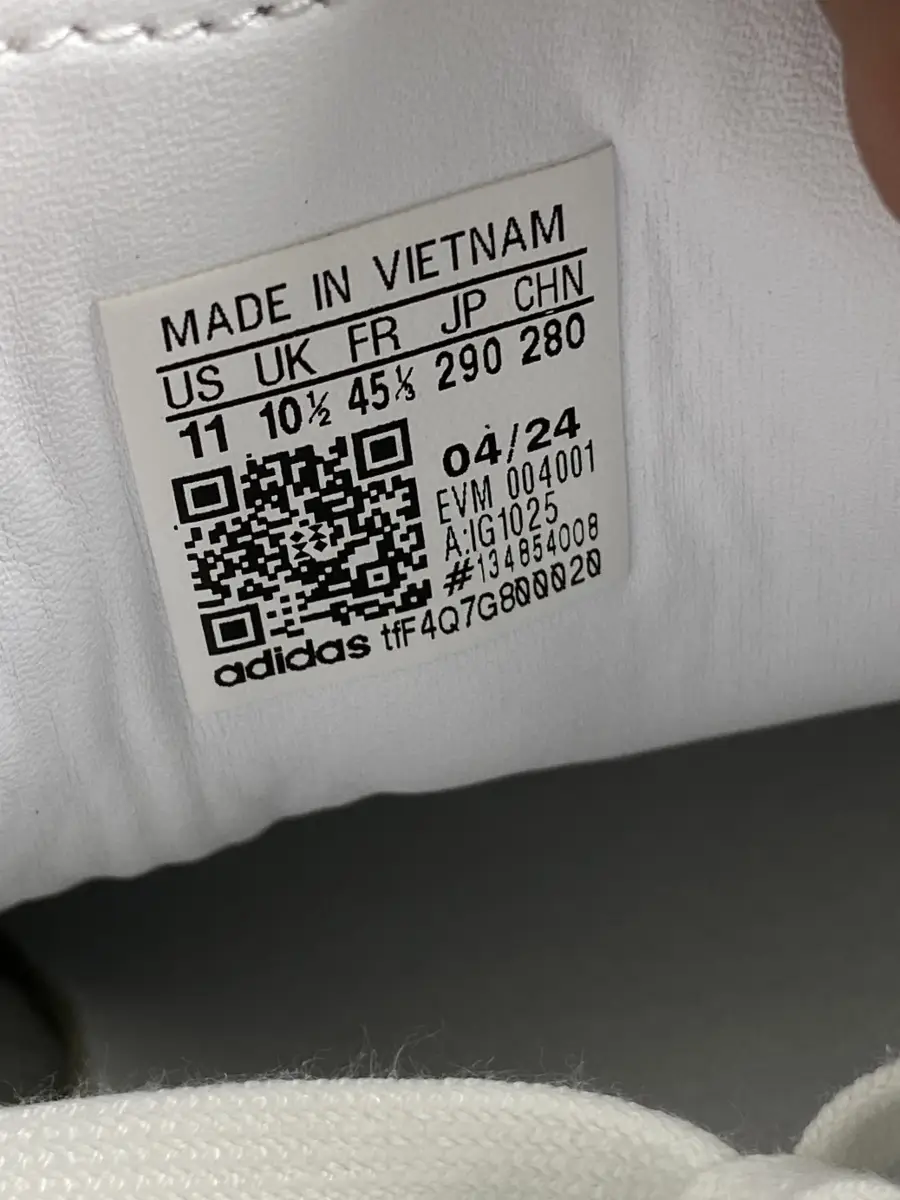 MADE IN VIETNAM
US UK FR JP CHN
11 10½ 45⅓ 290 280
04/24
EVM 004001
A:IG1025
#134854008
adidas tfF4Q7G800020